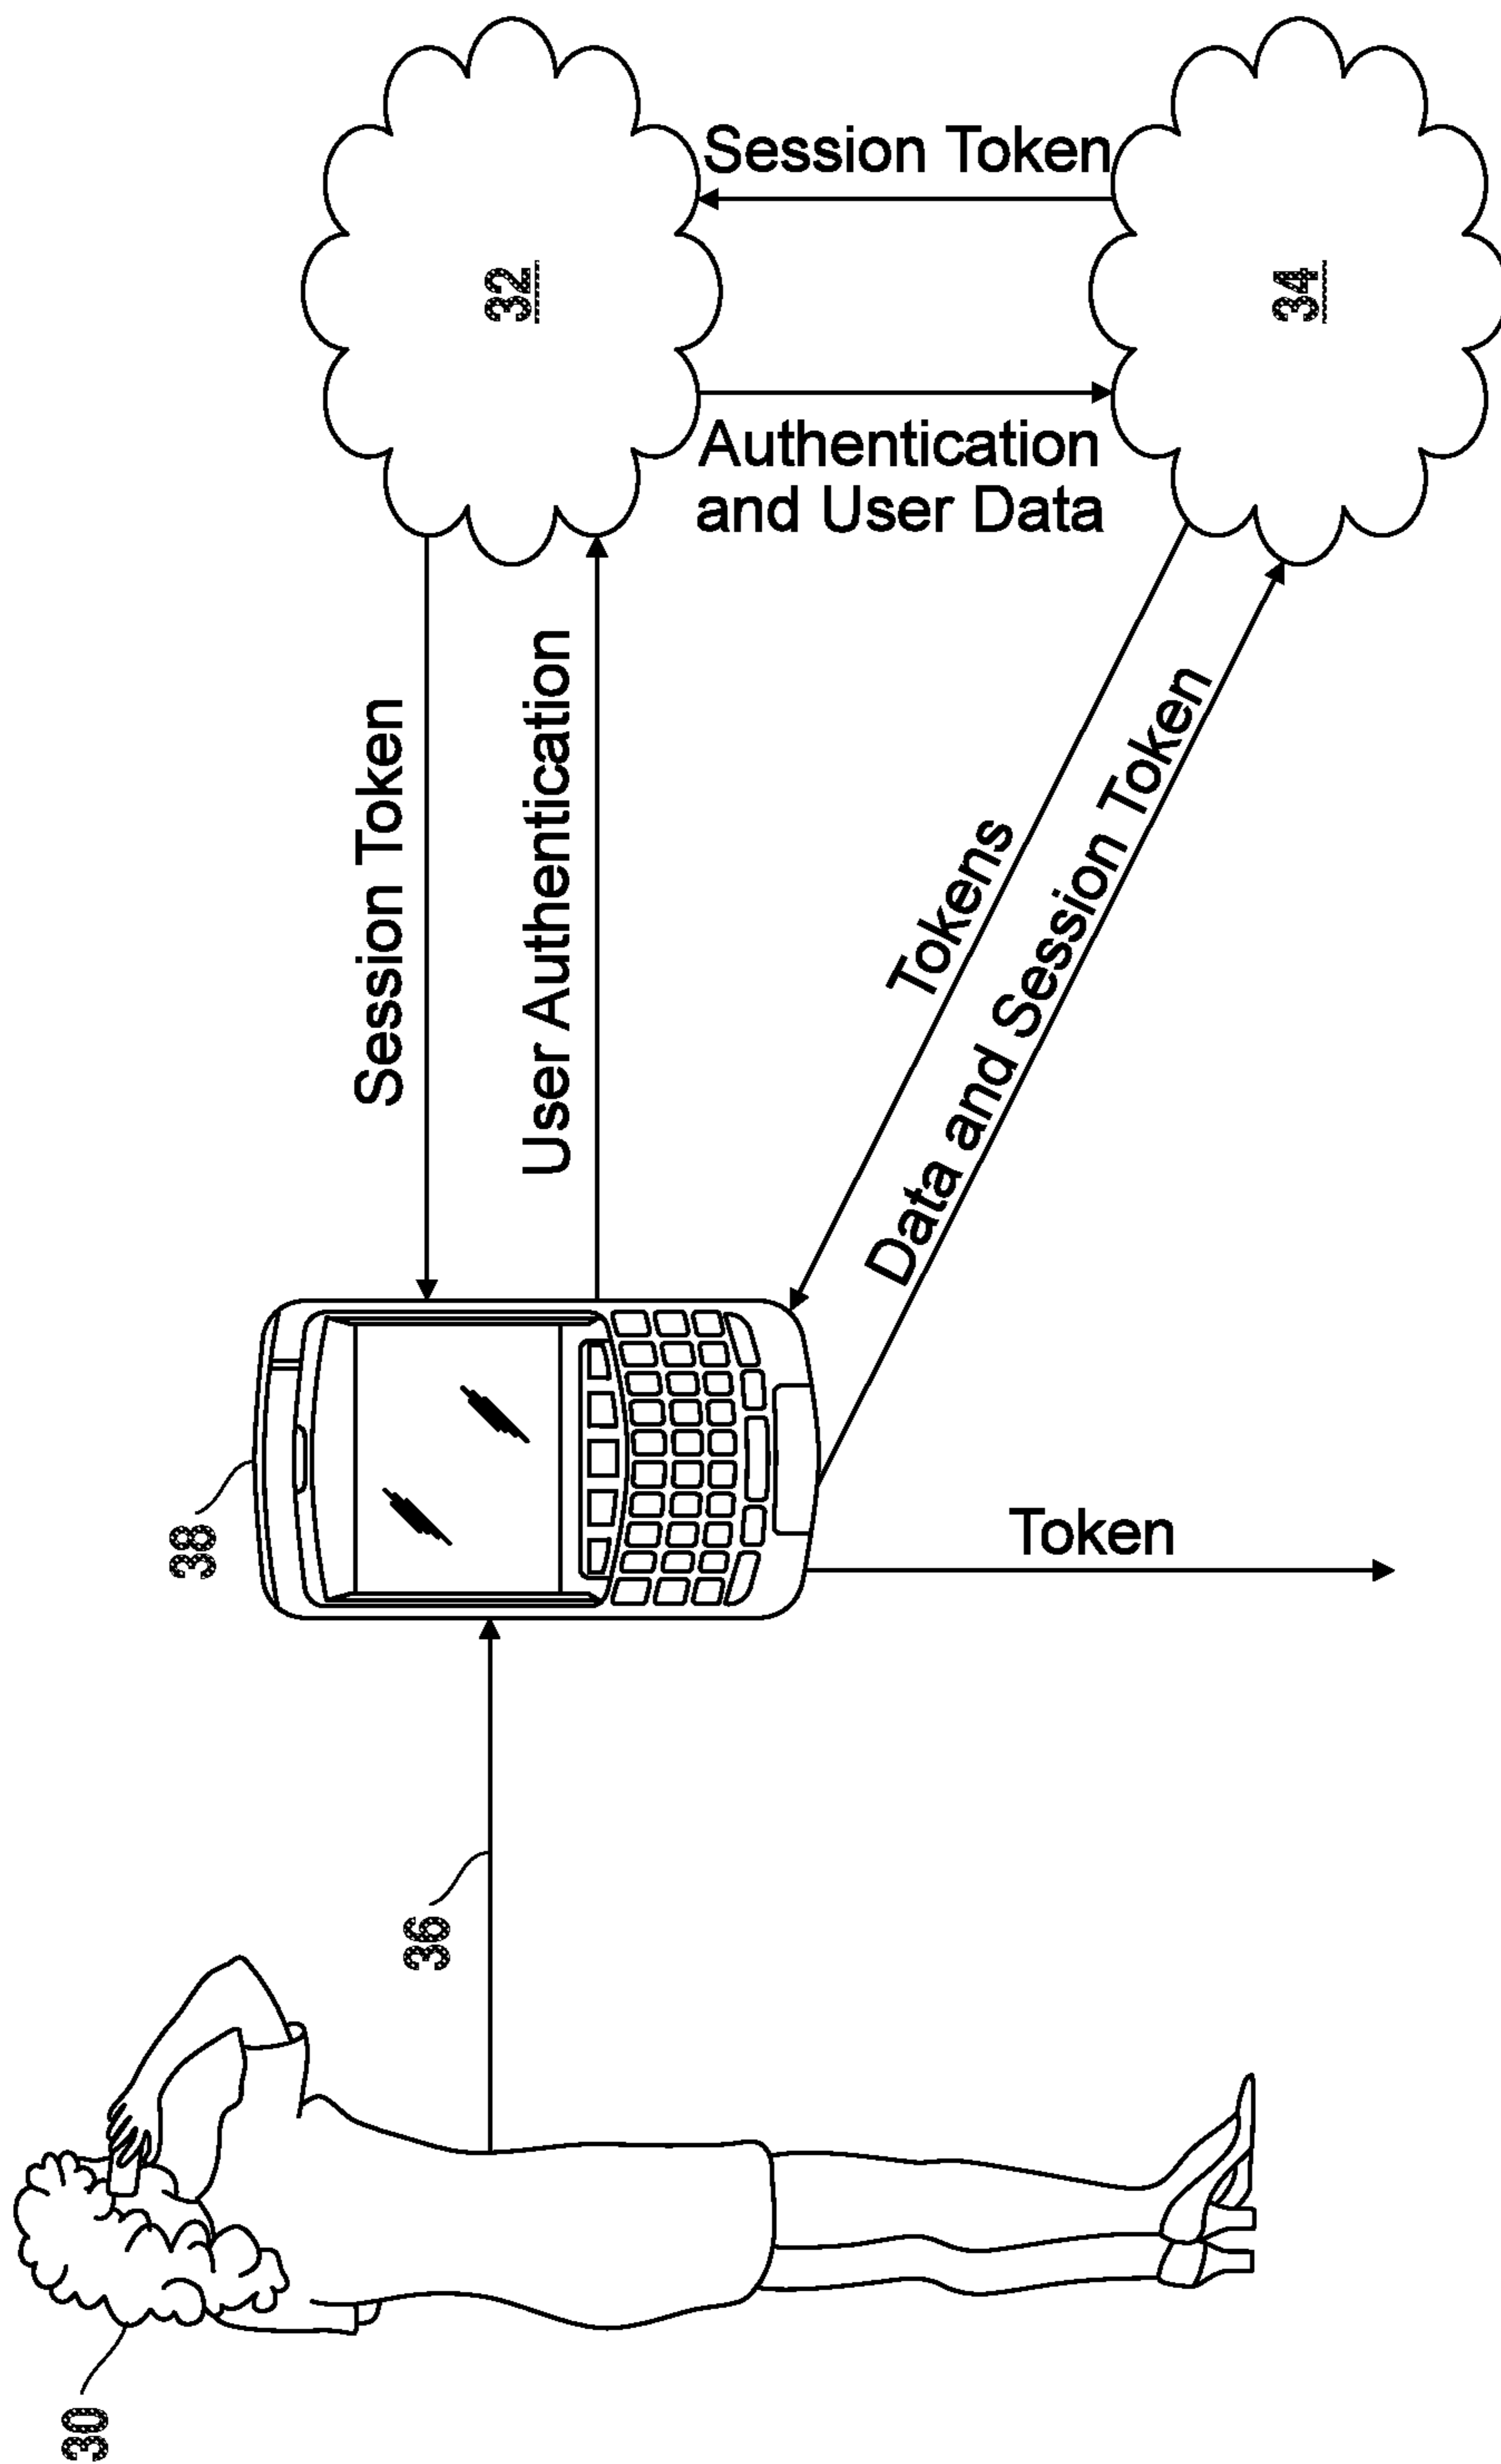 30
36
38
Session Token
User Authentication
32
Session Token
Authentication
and User Data
34
Tokens
Data and Session Token
Token